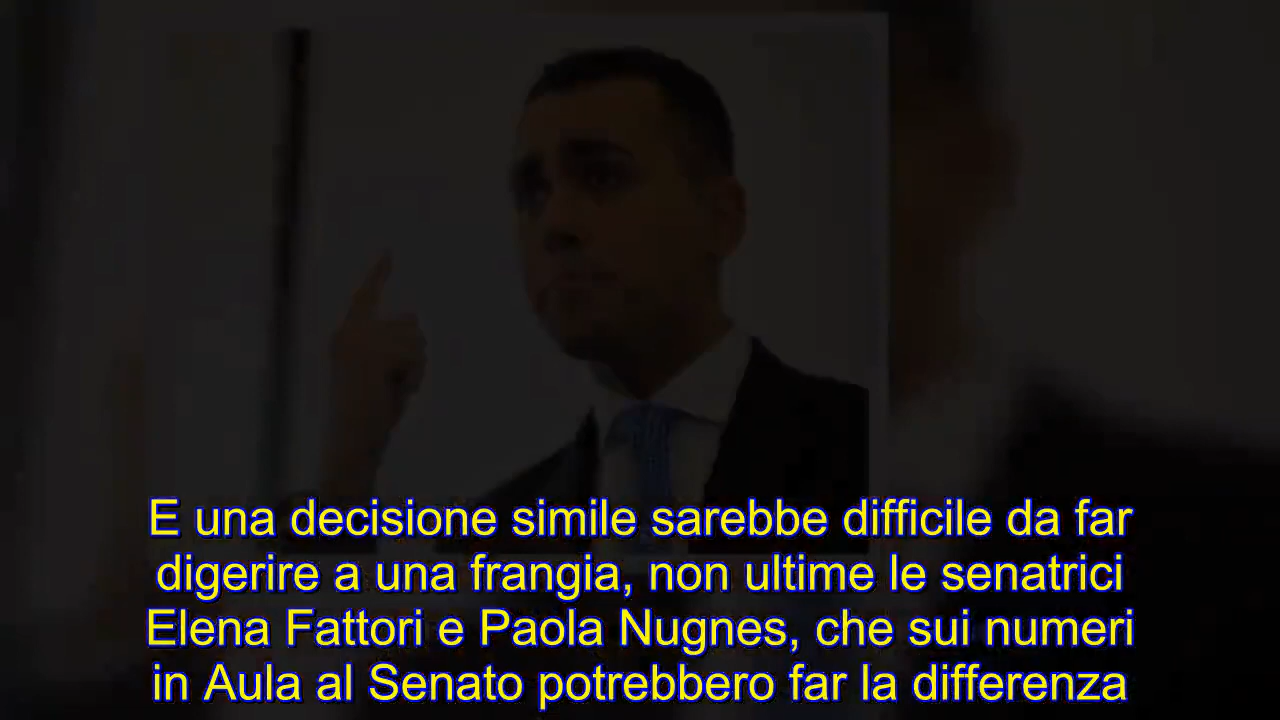 E una decisione simile sarebbe difficile da far
digerire a una frangia, non ultime le senatrici
Elena Fattori e Paola Nugnes, che sui numeri
in Aula al Senato potrebbero far la differenza